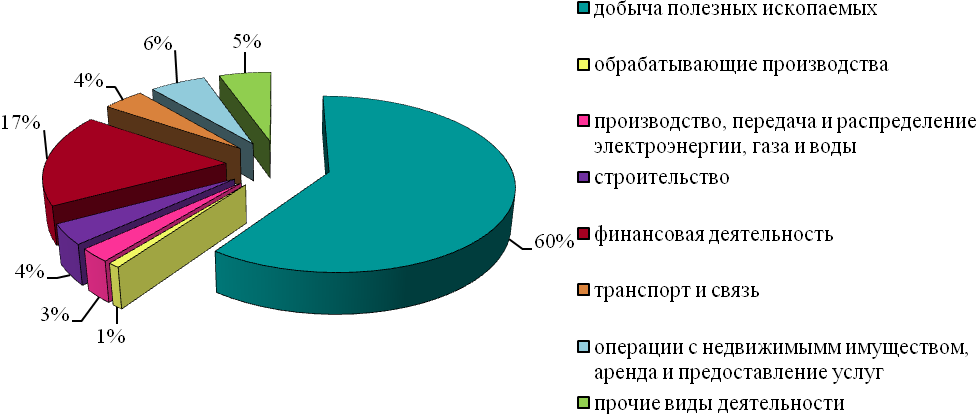 5%
6%
4%
17%
60%
4%
3%
1%
добыча полезных ископаемых
обрабатывающие производства
производство, передача и распределение
электроэнергии, газа и воды
строительство
финансовая деятельность
транспорт и связь
операции с недвижимымм имуществом,
аренда и предоставление услуг
прочие виды деятельности